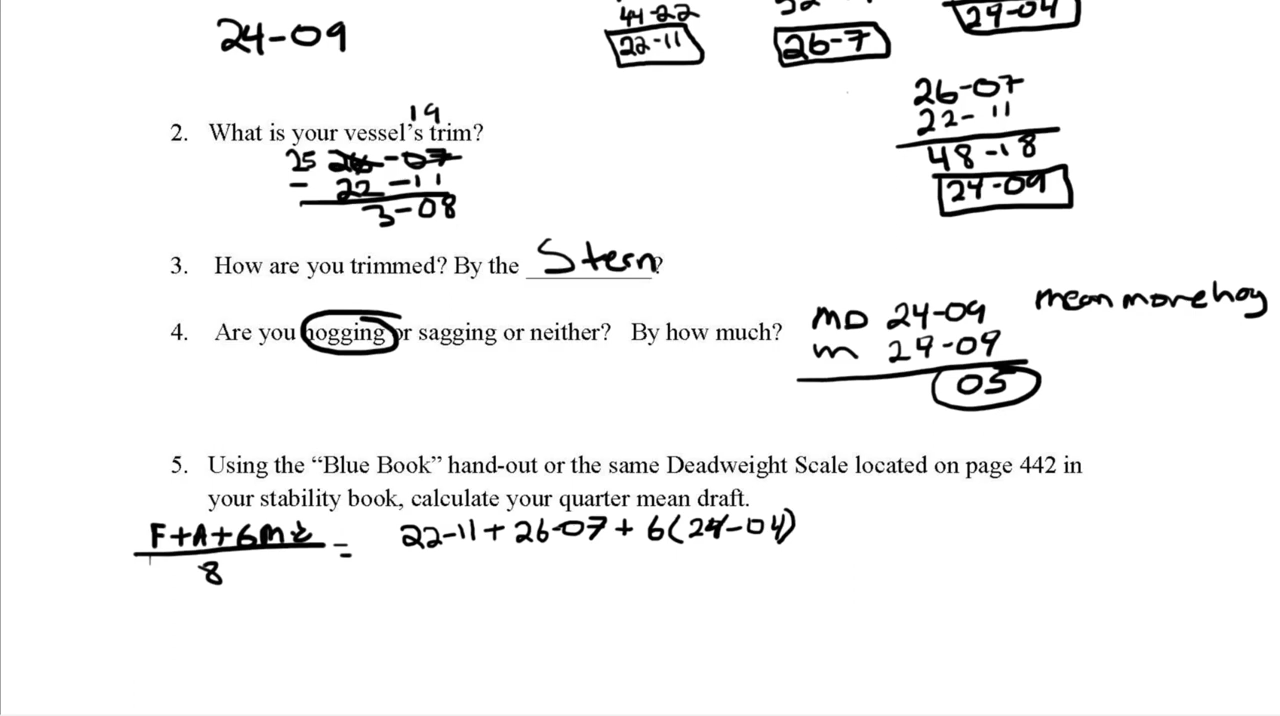 44-22
24-09
22-11
26-7
29-04
26-07
22-11
48-18
24-09
19
2. What is your vessel's trim?
25 26-07
- 22-11
3-08
3. How are you trimmed? By the Stern?
4. Are you hogging or sagging or neither? By how much?
MD 24-09 mean more hog
m 29-09
05
5. Using the “Blue Book” hand-out or the same Deadweight Scale located on page 442 in
your stability book, calculate your quarter mean draft.
F+A+6M = 22-11 + 26-07 + 6(24-04)
8